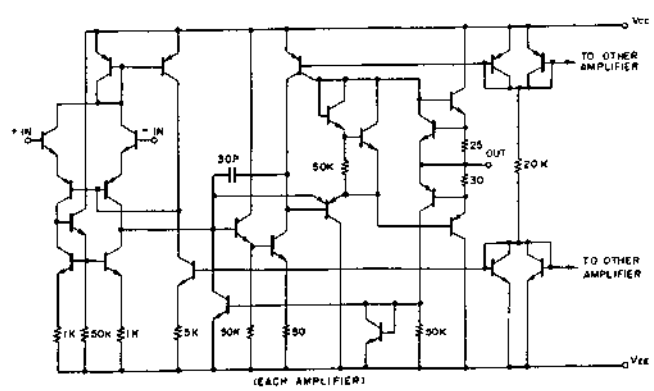 Vcc
TO OTHER
AMPLIFIER
+ IN
- IN
30P
50K
25
OUT
30
20K
TO OTHER
AMPLIFIER
1K
50K
1K
5K
50K
50
50K
VEE
(EACH AMPLIFIER)